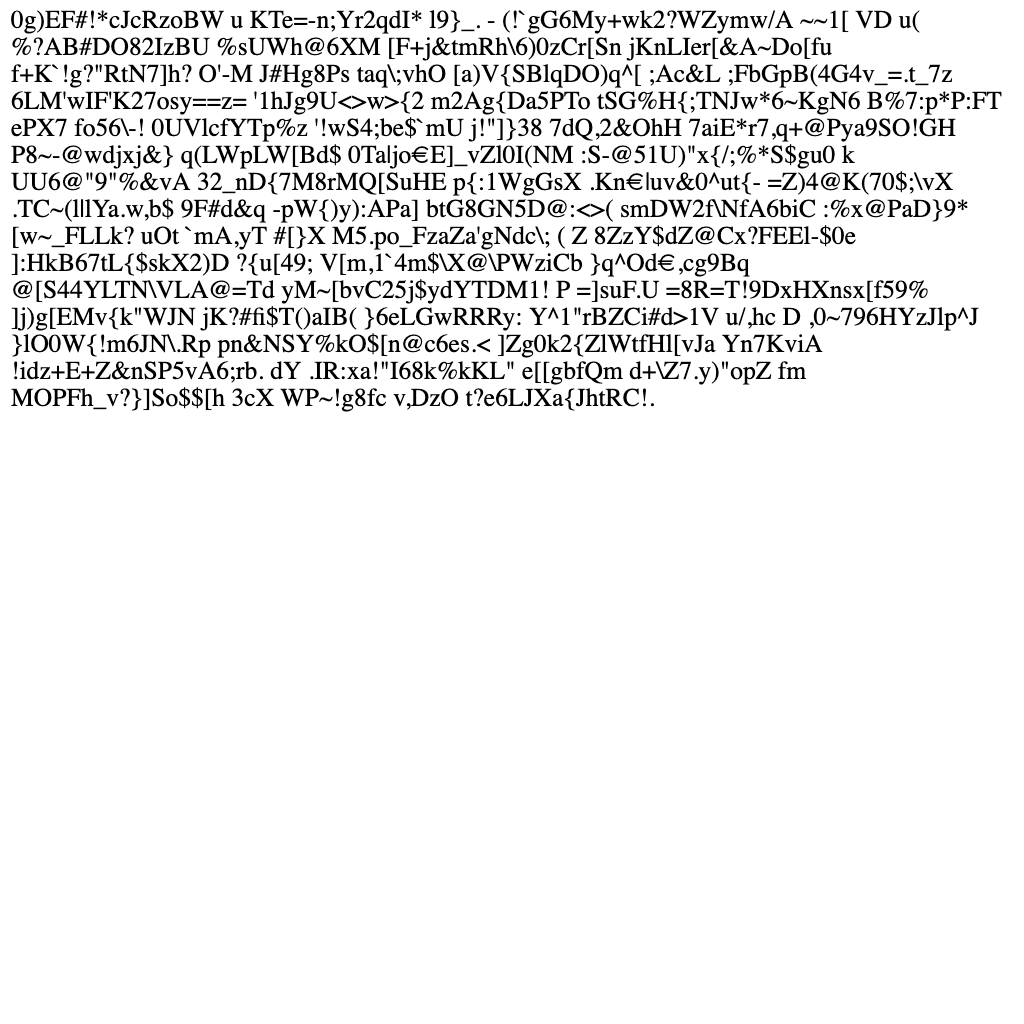 0g)EF#!*cJcRzoBW u KTe=-n;Yr2qdI* l9}_. - (!`gG6My+wk2?WZymw/A ~~1[ VD u(
%?AB#DO82IzBU %sUWh@6XM [F+j&tmRh\6)0zCr[Sn jKnLIer[&A~Do[fu
f+K`!g?"RtN7]h? O'-M J#Hg8Ps taq\;vhO [a)V{SBlqDO)q^[ ;Ac&L ;FbGpB(4G4v_=.t_7z
6LM'wIF'K27osy==z= '1hJg9U<>w>{2 m2Ag{Da5PTo tSG%H{;TNJw*6~KgN6 B%7:p*P:FT
ePX7 fo56\-! 0UVlcfYTp%z '!wS4;be$`mU j!"]}38 7dQ,2&OhH 7aiE*r7,q+@Pya9SO!GH
P8~-@wdjxj&} q(LWpLW[Bd$ 0Ta|jo€E]_vZl0I(NM :S-@51U)"x{/;%*S$gu0 k
UU6@"9"%&vA 32_nD{7M8rMQ[SuHE p{:1WgGsX .Kn€|uv&0^ut{- =Z)4@K(70$;\vX
.TC~(l|lYa.w,b$ 9F#d&q -pW{)y):APa] btG8GN5D@:<>( smDW2f\NfA6biC :%x@PaD}9*
[w~_FLLk? uOt`mA,yT #[}X M5.po_FzaZa'gNdc\; ( Z 8ZzY$dZ@Cx?FEEl-$0e
]:HkB67tL{$skX2)D ?{u[49; V[m,1`4m$\X@\PWziCb }q^Od€,cg9Bq
@[S44YLTN\VLA@=Td yM~[bvC25j$ydYTDM1! P =]suF.U =8R=T!9DxHXnsx[f59%
]j)g[EMv{k"WJN jK?#fi$T()aIB( }6eLGwRRRy: Y^1"rBZCi#d>1V u/,hc D ,0~796HYzJlp^J
}lO0W{!m6JN\.Rp pn&NSY%kO$[n@c6es.< ]Zg0k2{ZlWtfHl[vJa Yn7KviA
!idz+E+Z&nSP5vA6;rb. dY .IR:xa!"I68k%kKL" e[[gbfQm d+\Z7.y)"opZ fm
MOPFh_v?}]So$$[h 3cX WP~!g8fc v,DzO t?e6LJXa{JhtRC!.